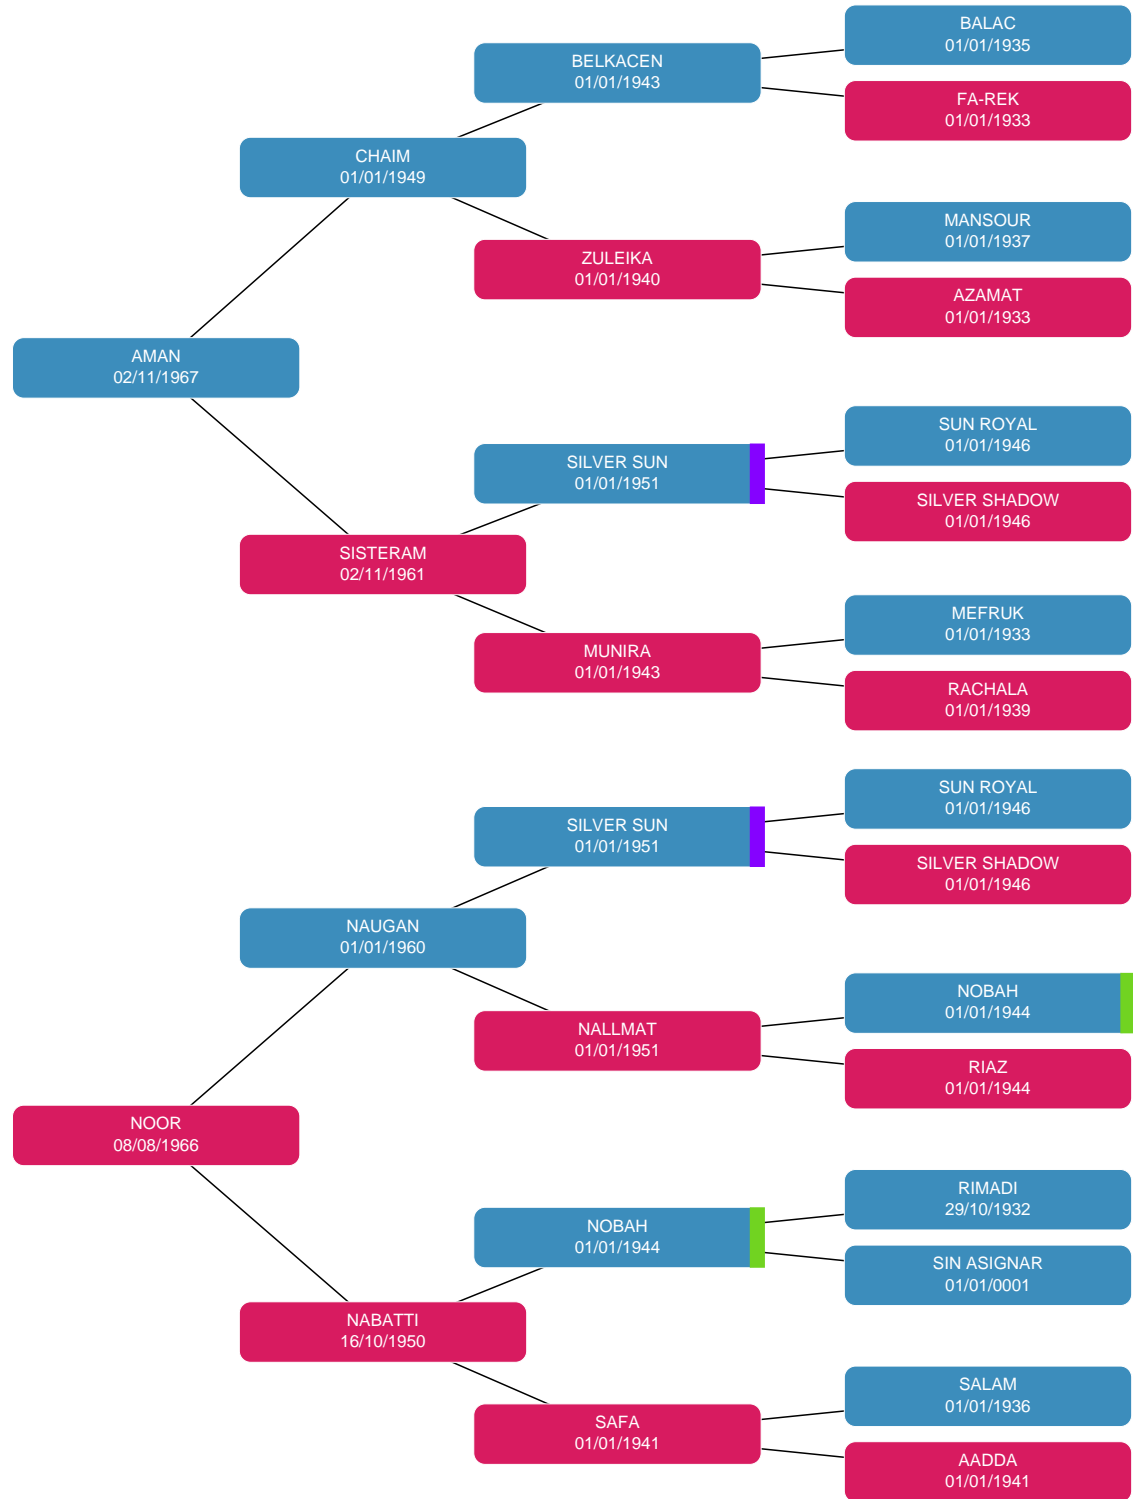 BALAC
01/01/1935
BELKACEN
01/01/1943
FA-REK
01/01/1933
CHAIM
01/01/1949
MANSOUR
01/01/1937
ZULEIKA
01/01/1940
AZAMAT
01/01/1933
AMAN
02/11/1967
SUN ROYAL
01/01/1946
SILVER SUN
01/01/1951
SILVER SHADOW
01/01/1946
SISTERAM
02/11/1961
MEFRUK
01/01/1933
MUNIRA
01/01/1943
RACHALA
01/01/1939
SUN ROYAL
01/01/1946
SILVER SUN
01/01/1951
SILVER SHADOW
01/01/1946
NAUGAN
01/01/1960
NOBAH
01/01/1944
NALLMAT
01/01/1951
RIAZ
01/01/1944
NOOR
08/08/1966
RIMADI
29/10/1932
NOBAH
01/01/1944
SIN ASIGNAR
01/01/0001
NABATTI
16/10/1950
SALAM
01/01/1936
SAFA
01/01/1941
AADDA
01/01/1941